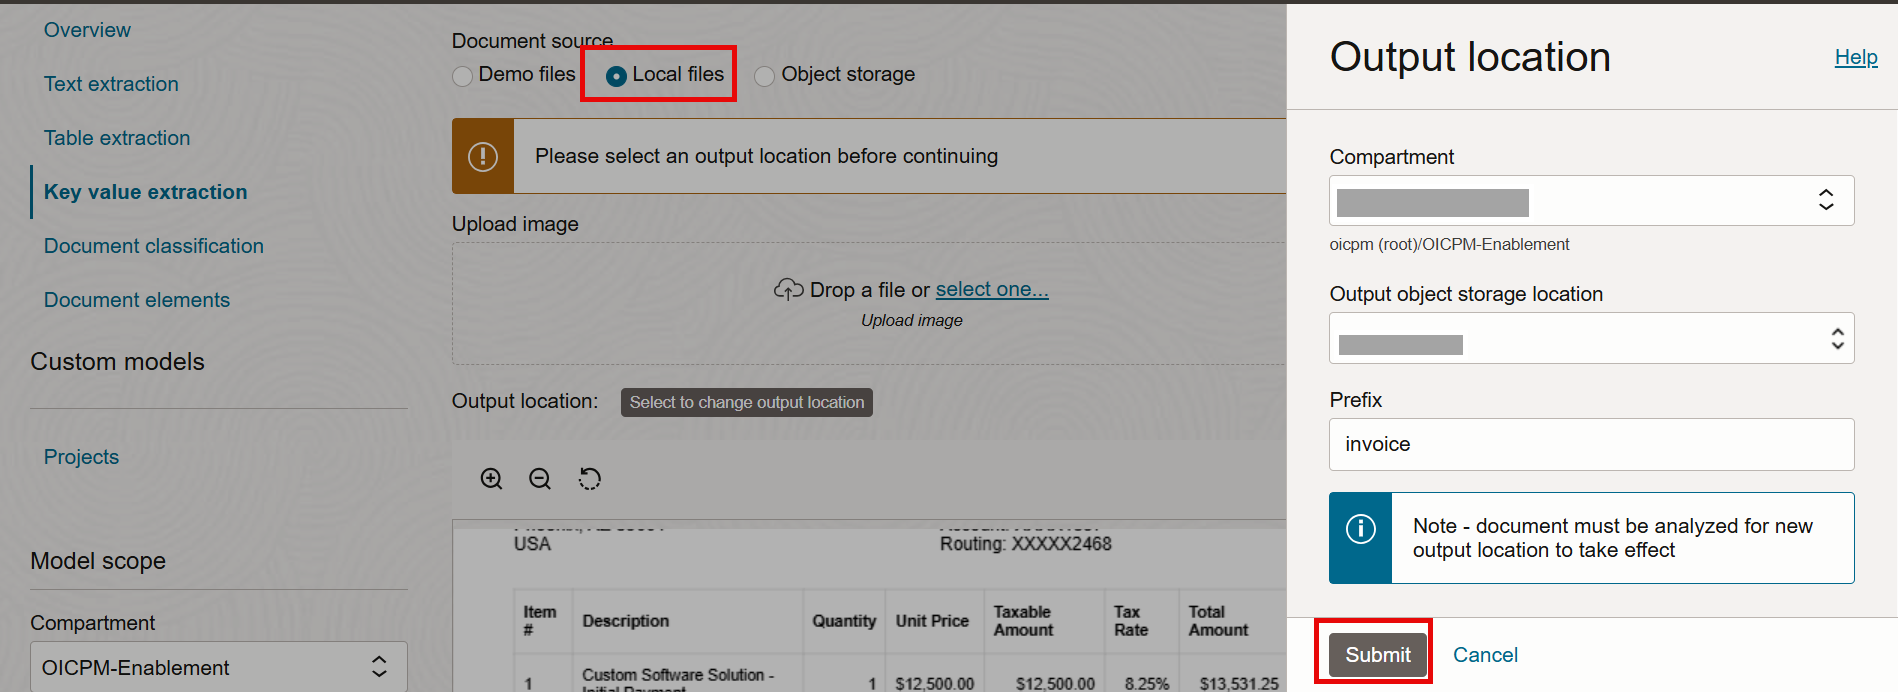 Overview
Text extraction
Table extraction
Key value extraction
Document classification
Document elements
Custom models
Projects
Model scope
Compartment
OICPM-Enablement
Document source
Demo files
Local files
Object storage
Please select an output location before continuing
Upload image
Drop a file or select one...
Upload image
Output location:
Select to change output location
USA
Routing: XXXXX2468
Item # Description Quantity Unit Price Taxable Amount Tax Rate Total Amount
1 Custom Software Solution - 1 $12,500.00 $12,500.00 8.25% $13,531.25
Output location
Help
Compartment
oicpm (root)/OICPM-Enablement
Output object storage location
Prefix
invoice
Note - document must be analyzed for new
output location to take effect
Submit
Cancel